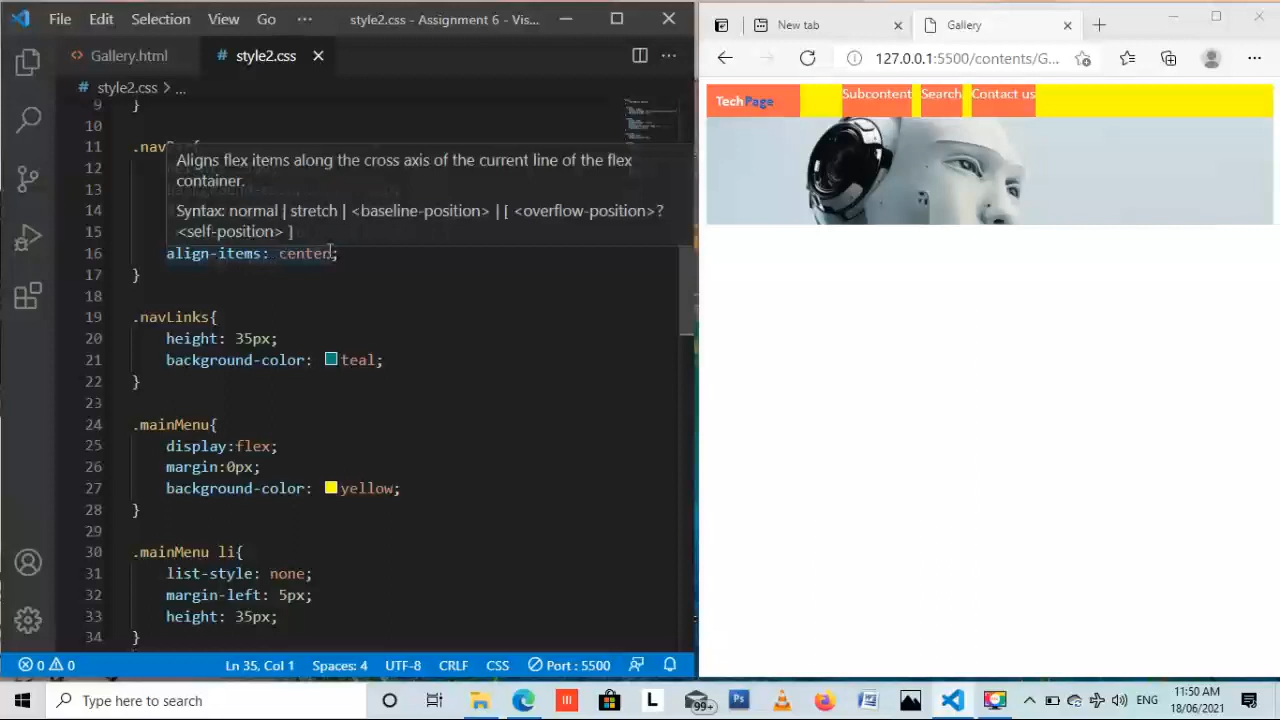 File Edit Selection View Go ··· style2.css - Assignment 6 - Vis...
Gallery.html # style2.css
# style2.css > ...
9 }
10
11 .nav
12
13
14
15
Aligns flex items along the cross axis of the current line of the flex
container.
Syntax: normal | stretch | <baseline-position> | [ <overflow-position>?
<self-position> ]
16 align-items: center;
17 }
18
19 .navLinks{
20 height: 35px;
21 background-color: teal;
22 }
23
24 .mainMenu{
25 display:flex;
26 margin:0px;
27 background-color: yellow;
28 }
29
30 .mainMenu li{
31 list-style: none;
32 margin-left: 5px;
33 height: 35px;
34 }
0 0 Ln 35, Col 1 Spaces: 4 UTF-8 CRLF CSS Port : 5500
New tab Gallery
127.0.0.1:5500/contents/G...
TechPage Subcontent Search Contact us
Type here to search
99+
ENG
11:50 AM
18/06/2021